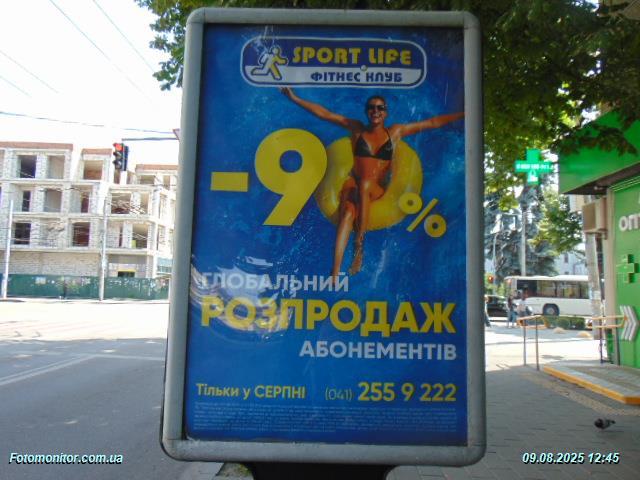 SPORT LIFE
ФІТНЕС КЛУБ
-90%
ГЛОБАЛЬНИЙ
РОЗПРОДАЖ
АБОНЕМЕНТІВ
Тільки у СЕРПНІ (041) 255 9 222
Fotomonitor.com.ua
09.08.2025 12:45